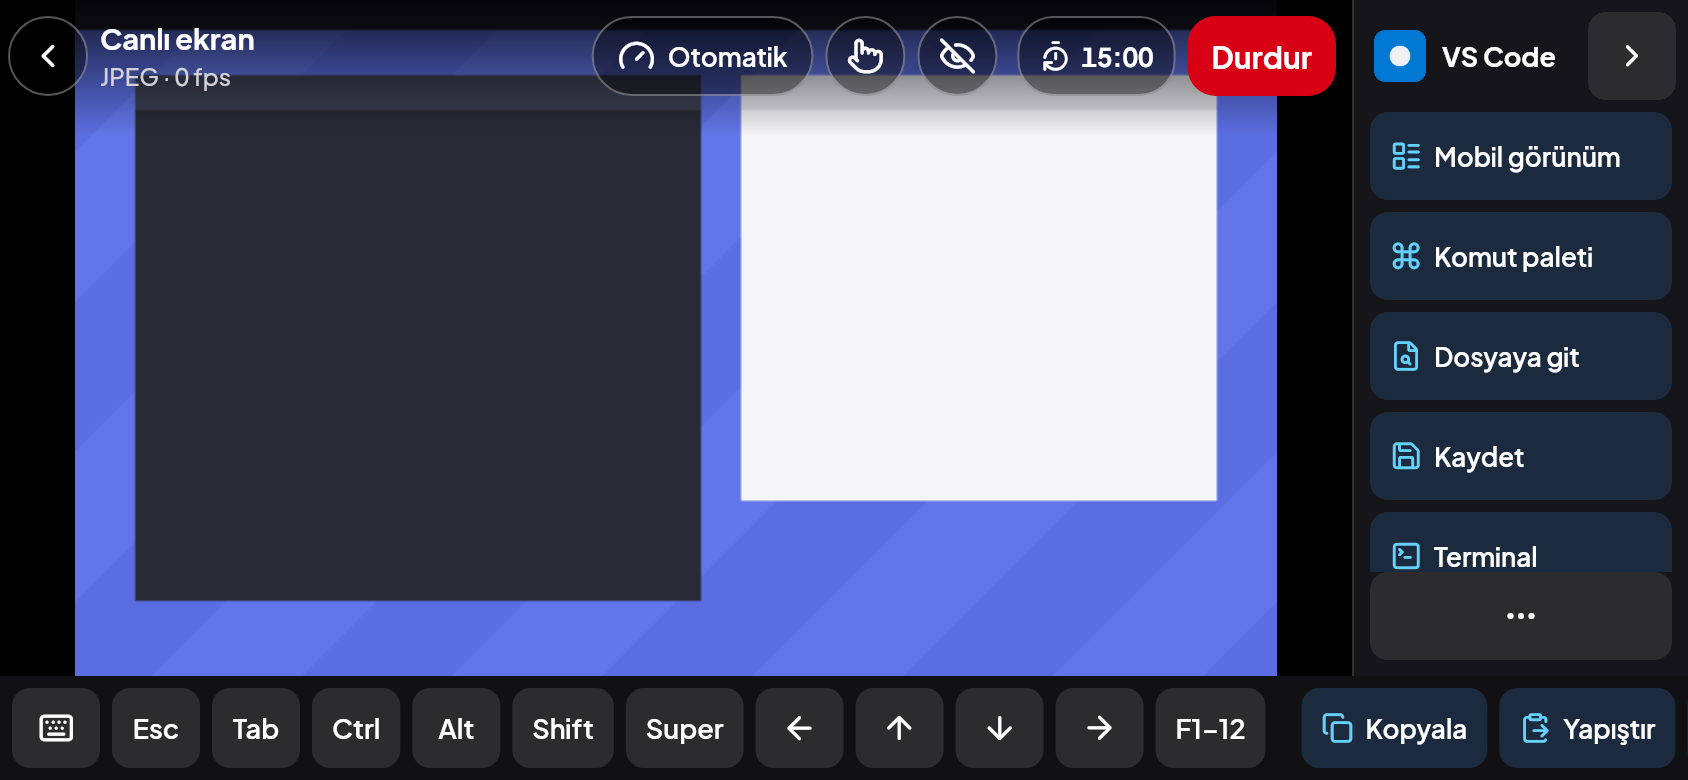 Canlı ekran
JPEG · 0 fps
Otomatik
15:00
Durdur
VS Code
Mobil görünüm
Komut paleti
Dosyaya git
Kaydet
Terminal
Esc
Tab
Ctrl
Alt
Shift
Super
F1–12
Kopyala
Yapıştır